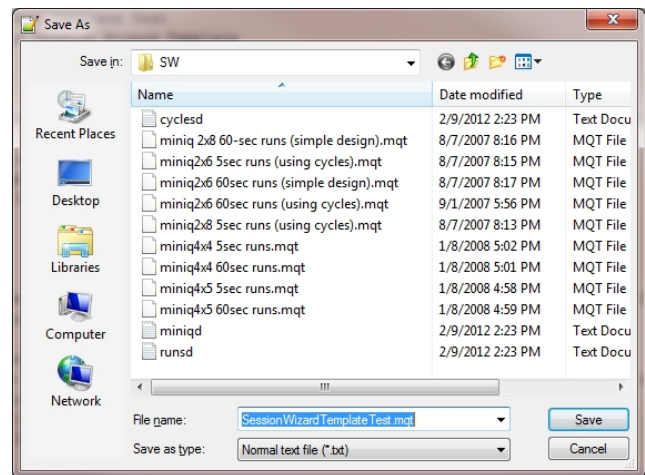 Save As
Save in: SW
Name Date modified Type
cyclesd 2/9/2012 2:23 PM Text Docu
miniq 2x8 60-sec runs (simple design).mqt 8/7/2007 8:16 PM MQT File
miniq2x6 5sec runs (using cycles).mqt 8/7/2007 8:15 PM MQT File
miniq2x6 60sec runs (simple design).mqt 8/7/2007 8:17 PM MQT File
miniq2x6 60sec runs (using cycles).mqt 9/1/2007 5:56 PM MQT File
miniq2x8 5sec runs (using cycles).mqt 8/7/2007 8:13 PM MQT File
miniq4x4 5sec runs.mqt 1/8/2008 5:02 PM MQT File
miniq4x4 60sec runs.mqt 1/8/2008 5:01 PM MQT File
miniq4x5 5sec runs.mqt 1/8/2008 4:58 PM MQT File
miniq4x5 60sec runs.mqt 1/8/2008 4:59 PM MQT File
miniqd 2/9/2012 2:23 PM Text Docu
runsd 2/9/2012 2:23 PM Text Docu
Recent Places
Desktop
Libraries
Computer
Network
File name: SessionWizardTemplateTest.mqt Save
Save as type: Normal text file (*.txt) Cancel